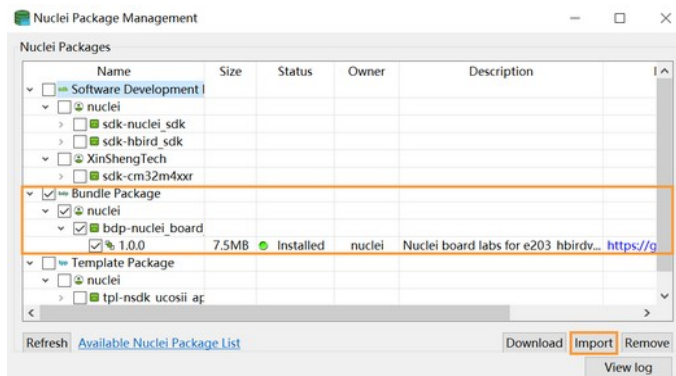 Nuclei Package Management
Nuclei Packages
Name Size Status Owner Description
Software Development
nuclei
sdk-nuclei_sdk
sdk-hbird_sdk
XinShengTech
sdk-cm32m4xxr
Bundle Package
nuclei
bdp-nuclei_board
1.0.0 7.5MB Installed nuclei Nuclei board labs for e203 hbirdv... https://g
Template Package
nuclei
tpl-nsdk ucosii ap
Refresh Available Nuclei Package List Download Import Remove
View log